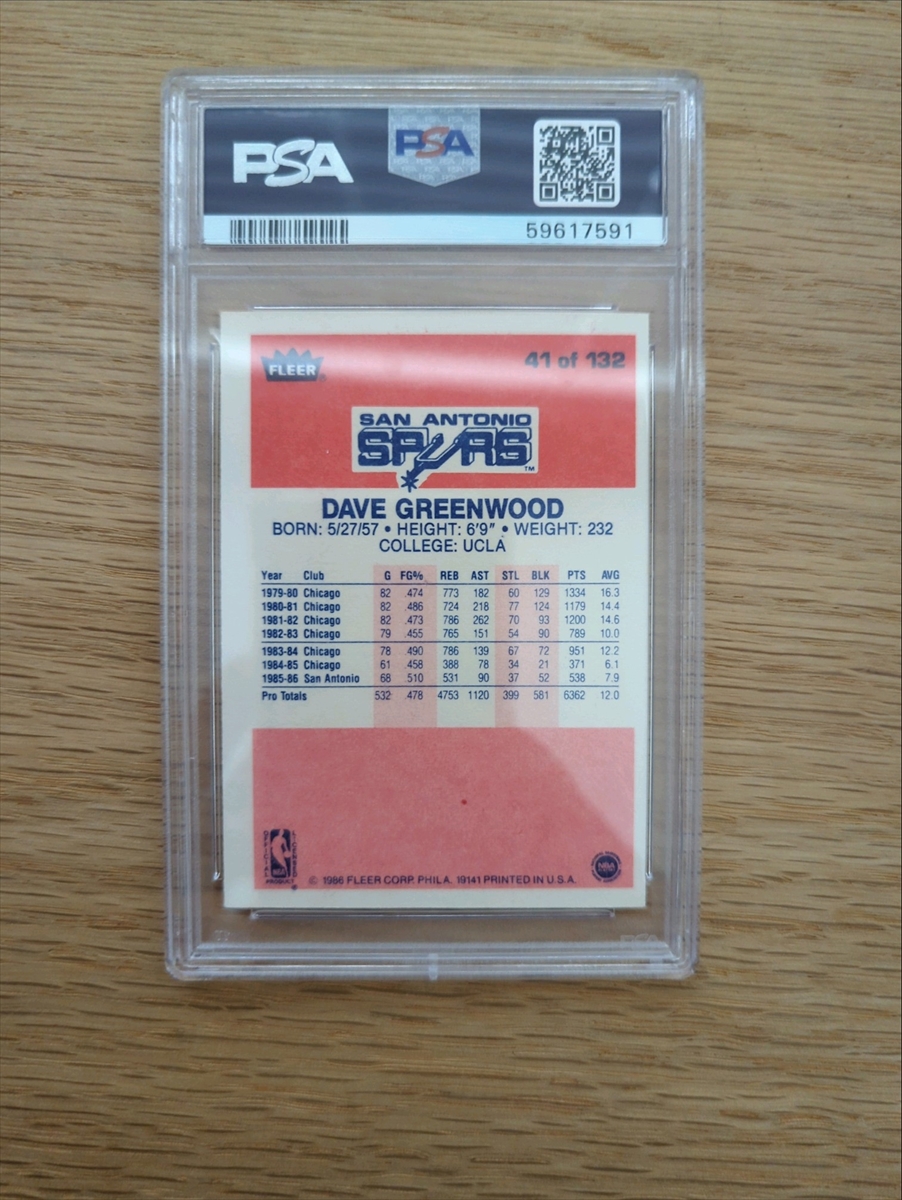 PSA PSA
59617591
FLEER 41 of 132
SAN ANTONIO
SPURS TM
DAVE GREENWOOD
BORN: 5/27/57 • HEIGHT: 6'9" • WEIGHT: 232
COLLEGE: UCLA
Year Club G FG% REB AST STL BLK PTS AVG
1979-80 Chicago 82 .474 773 182 60 129 1334 16.3
1980-81 Chicago 82 .486 724 218 77 124 1179 14.4
1981-82 Chicago 82 .473 786 262 70 93 1200 14.6
1982-83 Chicago 79 .455 765 151 54 90 789 10.0
1983-84 Chicago 78 .490 786 139 67 72 951 12.2
1984-85 Chicago 61 .458 388 78 34 21 371 6.1
1985-86 San Antonio 68 .510 531 90 37 52 538 7.9
Pro Totals 532 .478 4753 1120 399 581 6362 12.0
OFFICIAL NBA LICENSED
PRODUCT
NBA
© 1986 FLEER CORP. PHILA. 19141 PRINTED IN U.S.A.